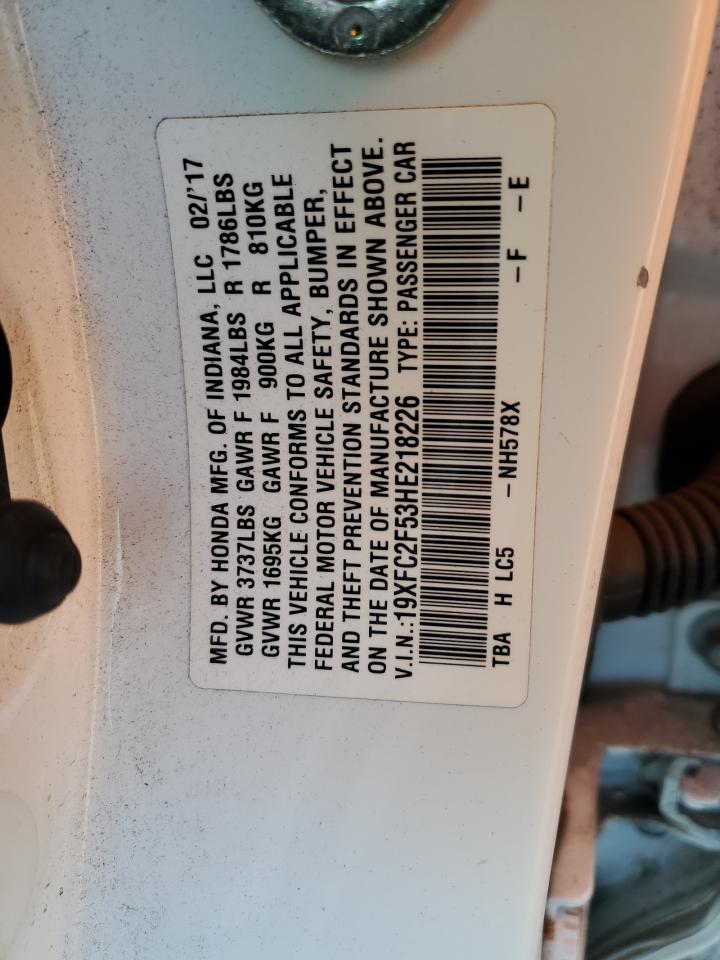 MFD. BY HONDA MFG. OF INDIANA, LLC 02/'17
GVWR 3737LBS GAWR F 1984LBS R 1786LBS
GVWR 1695KG GAWR F 900KG R 810KG
THIS VEHICLE CONFORMS TO ALL APPLICABLE
FEDERAL MOTOR VEHICLE SAFETY, BUMPER,
AND THEFT PREVENTION STANDARDS IN EFFECT
ON THE DATE OF MANUFACTURE SHOWN ABOVE.
V.I.N.:19XFC2F53HE218226 TYPE: PASSENGER CAR
TBA H LC5 -NH578X -F -E